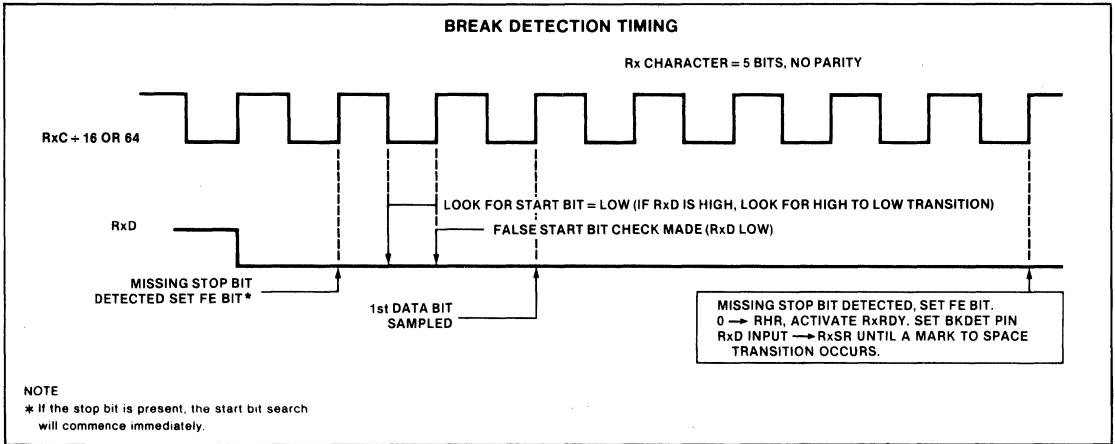 BREAK DETECTION TIMING
Rx CHARACTER = 5 BITS, NO PARITY
RxC ÷ 16 OR 64
LOOK FOR START BIT = LOW (IF RxD IS HIGH, LOOK FOR HIGH TO LOW TRANSITION)
RxD
FALSE START BIT CHECK MADE (RxD LOW)
MISSING STOP BIT
DETECTED SET FE BIT*
1st DATA BIT
SAMPLED
MISSING STOP BIT DETECTED, SET FE BIT.
0 → RHR, ACTIVATE RxRDY. SET BKDET PIN
RxD INPUT → RxSR UNTIL A MARK TO SPACE
TRANSITION OCCURS.
NOTE
* If the stop bit is present, the start bit search
will commence immediately.